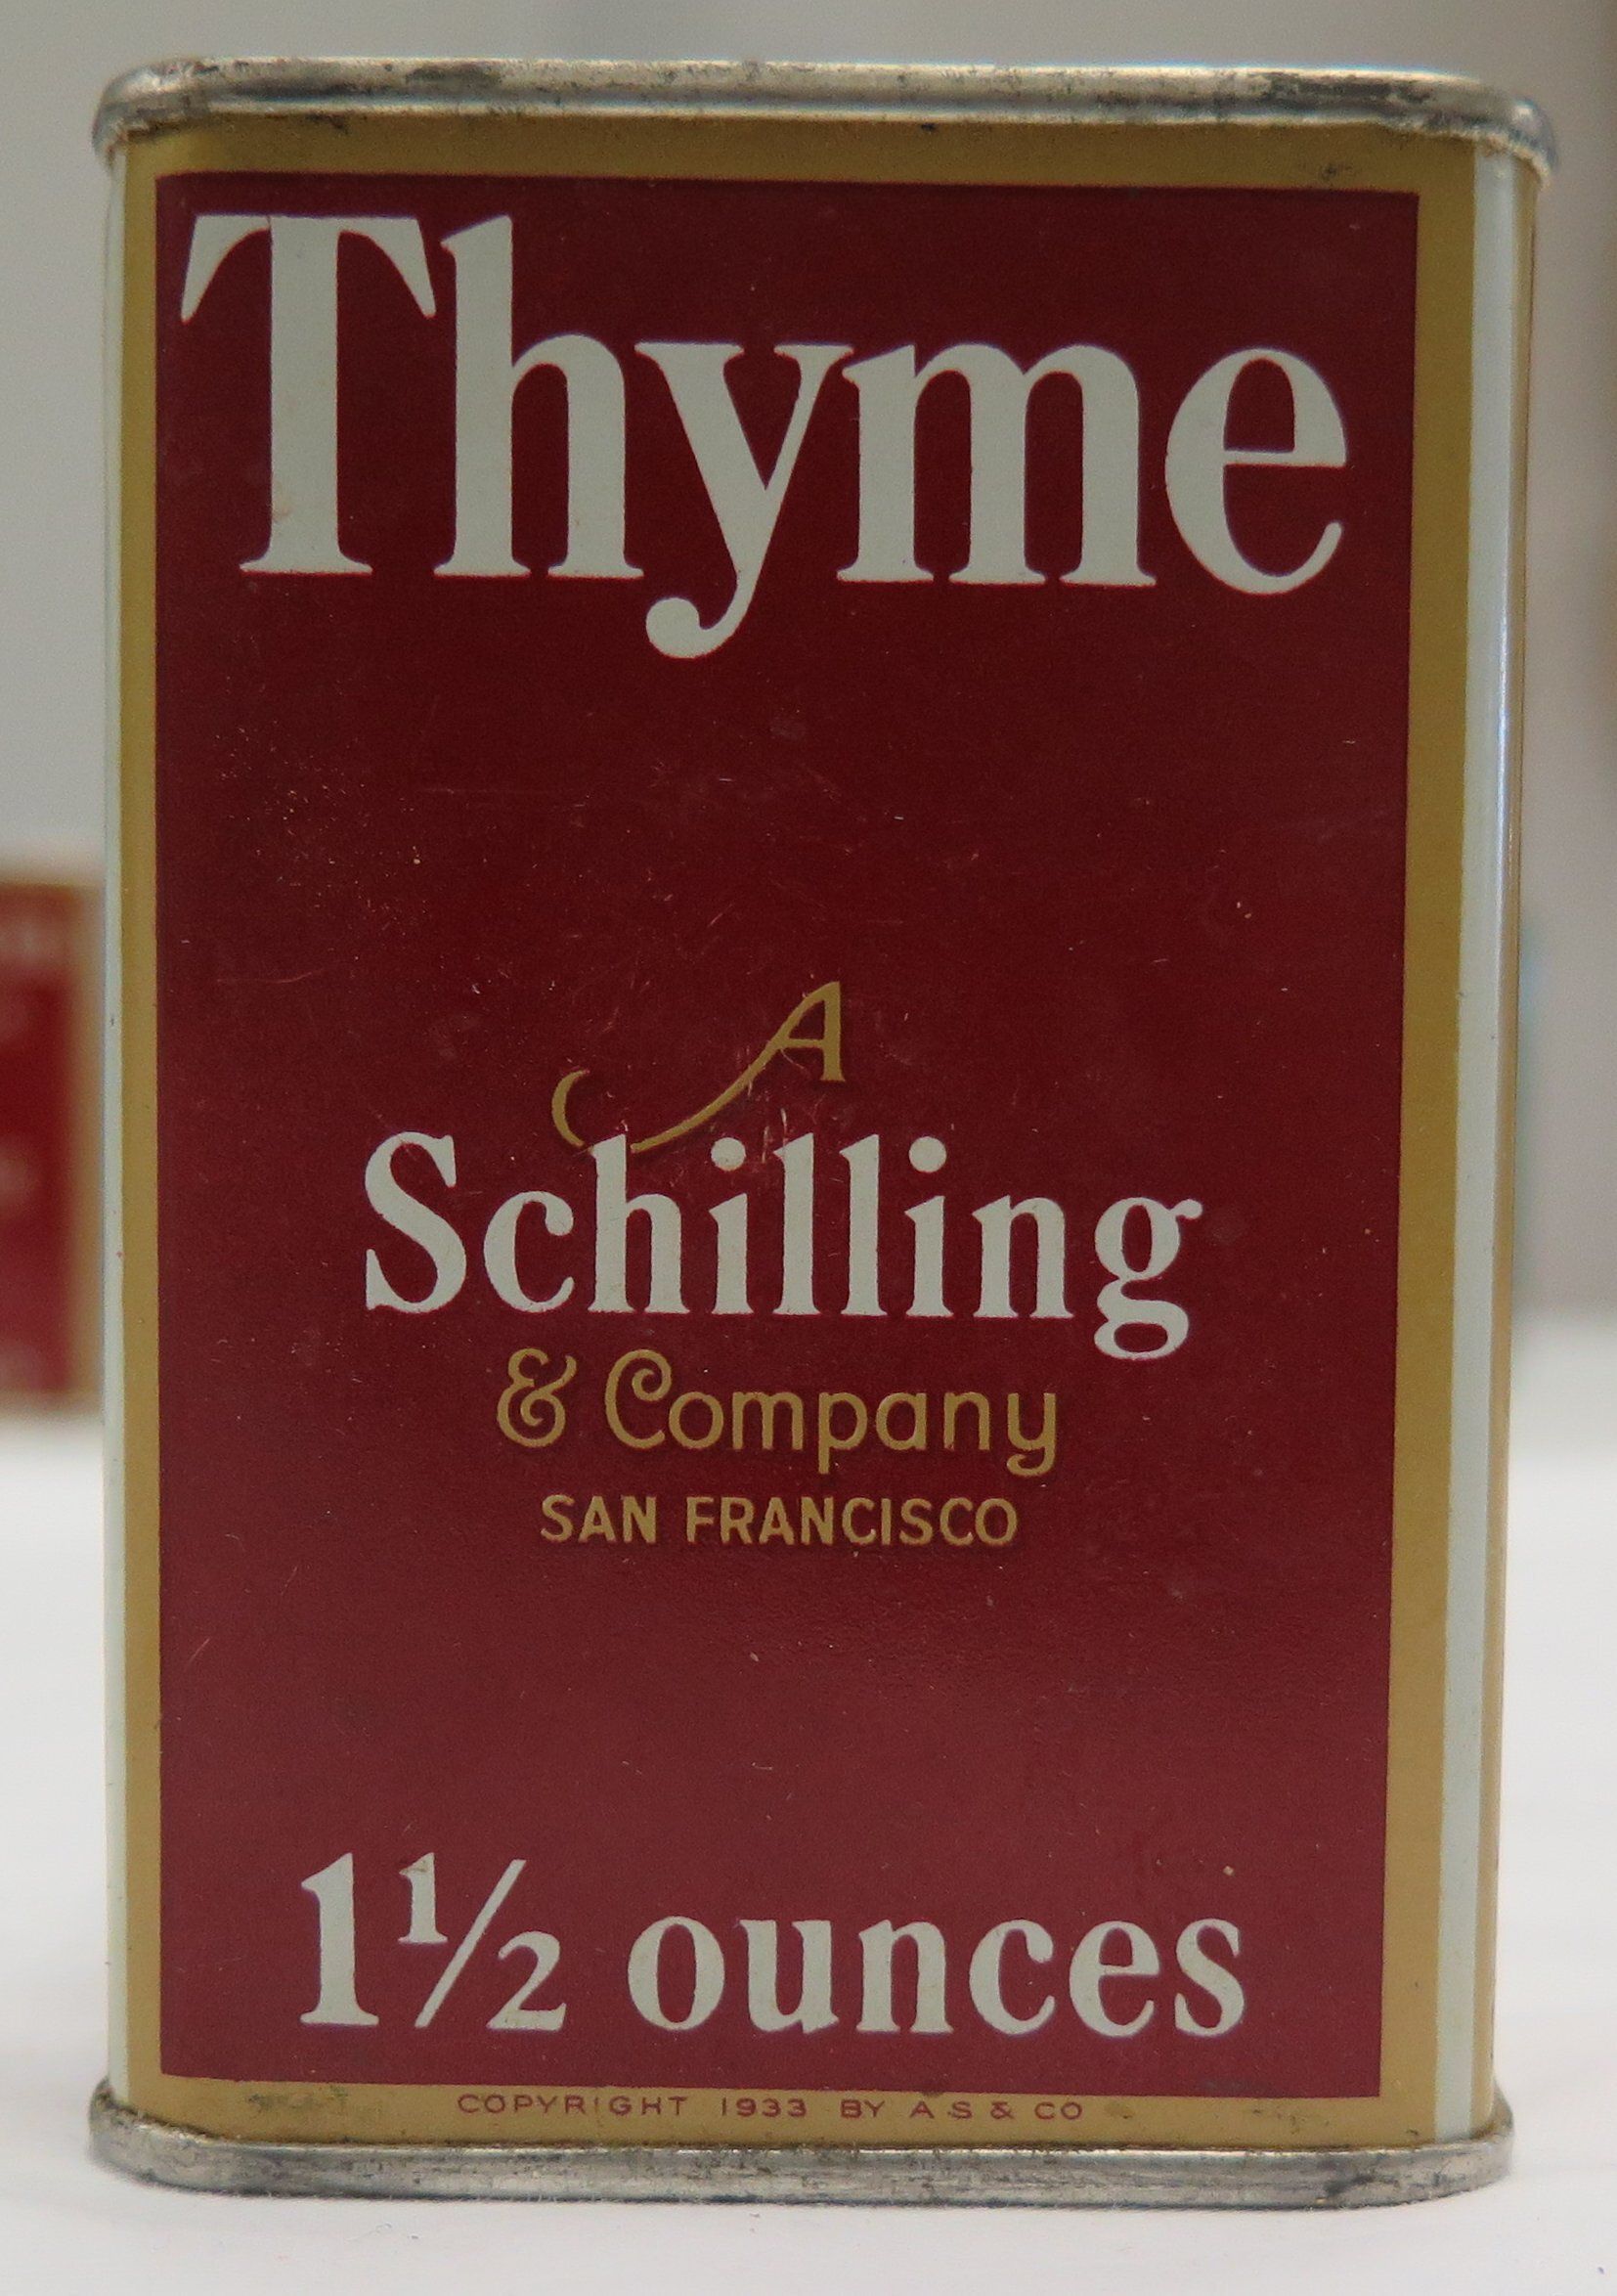 Thyme
A
Schilling
& Company
SAN FRANCISCO
1½ ounces
COPYRIGHT 1933 BY A S & CO